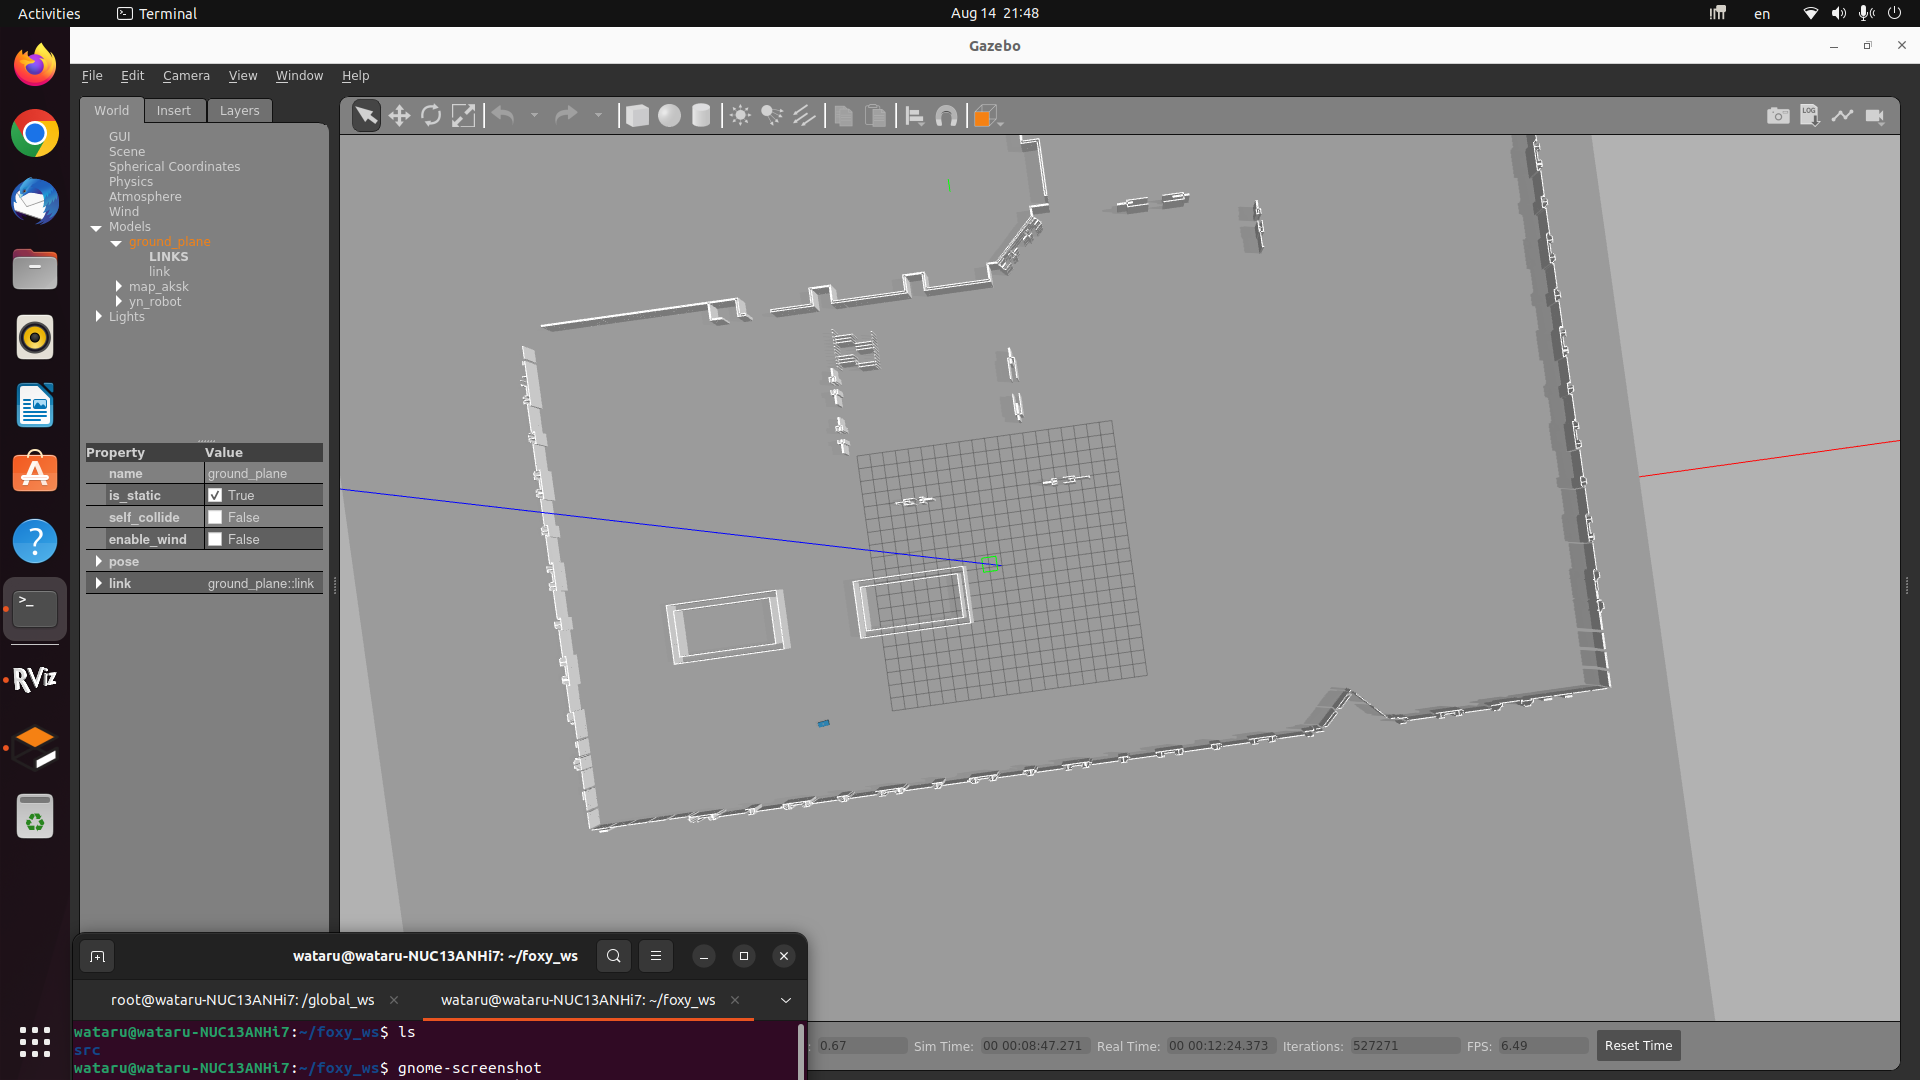 Activities
Terminal
Aug 14 21:48
en
Gazebo
File Edit Camera View Window Help
World Insert Layers
GUI
Scene
Spherical Coordinates
Physics
Atmosphere
Wind
Models
ground_plane
LINKS
link
map_aksk
yn_robot
Lights
Property Value
name ground_plane
is_static True
self_collide False
enable_wind False
pose
link ground_plane::link
LOG
RViz
wataru@wataru-NUC13ANHi7: ~/foxy_ws
root@wataru-NUC13ANHi7: /global_ws
wataru@wataru-NUC13ANHi7: ~/foxy_ws
wataru@wataru-NUC13ANHi7:~/foxy_ws$ ls
src
wataru@wataru-NUC13ANHi7:~/foxy_ws$ gnome-screenshot
: 0.67 Sim Time: 00 00:08:47.271 Real Time: 00 00:12:24.373 Iterations: 527271 FPS: 6.49 Reset Time